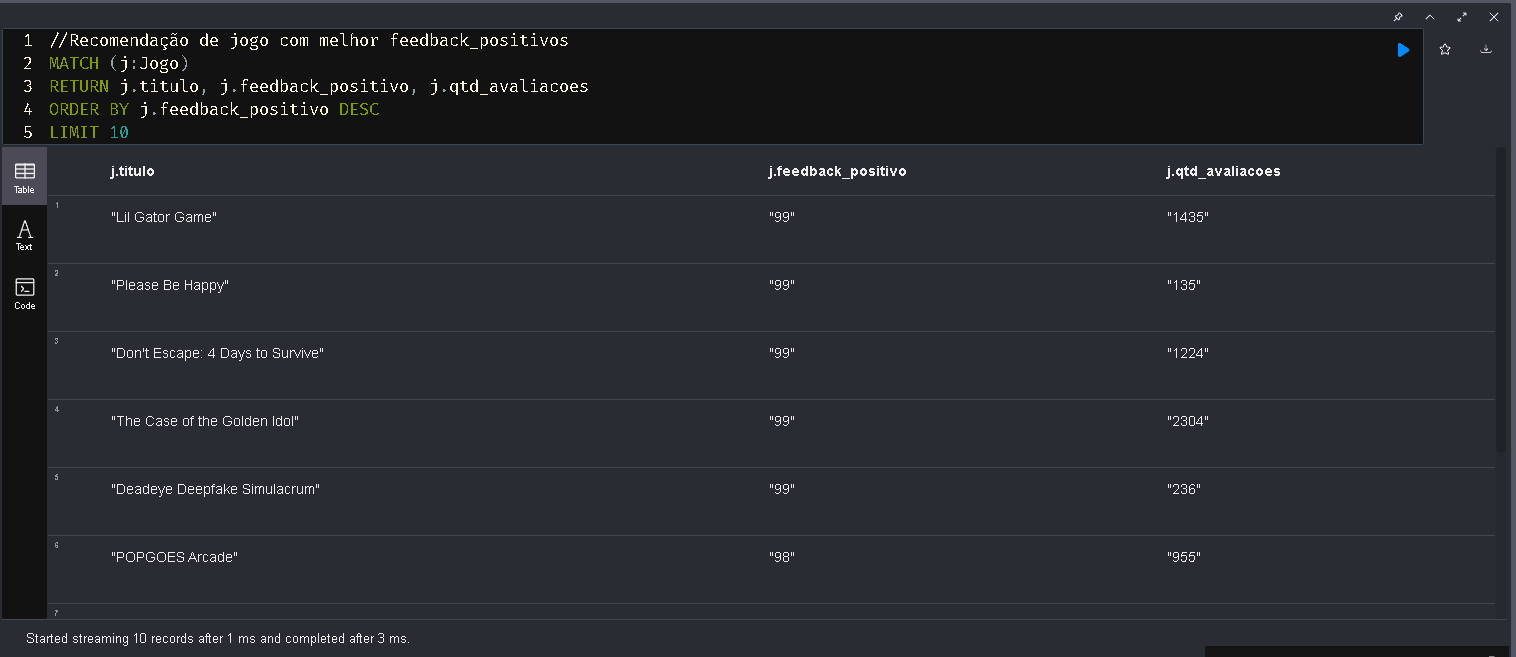 1 //Recomendação de jogo com melhor feedback_positivos
2 MATCH (j:Jogo)
3 RETURN j.titulo, j.feedback_positivo, j.qtd_avaliacoes
4 ORDER BY j.feedback_positivo DESC
5 LIMIT 10
Table
Text
Code
j.titulo j.feedback_positivo j.qtd_avaliacoes
1 "Lil Gator Game" "99" "1435"
2 "Please Be Happy" "99" "135"
3 "Don't Escape: 4 Days to Survive" "99" "1224"
4 "The Case of the Golden Idol" "99" "2304"
5 "Deadeye Deepfake Simulacrum" "99" "236"
6 "POPGOES Arcade" "98" "955"
7
Started streaming 10 records after 1 ms and completed after 3 ms.